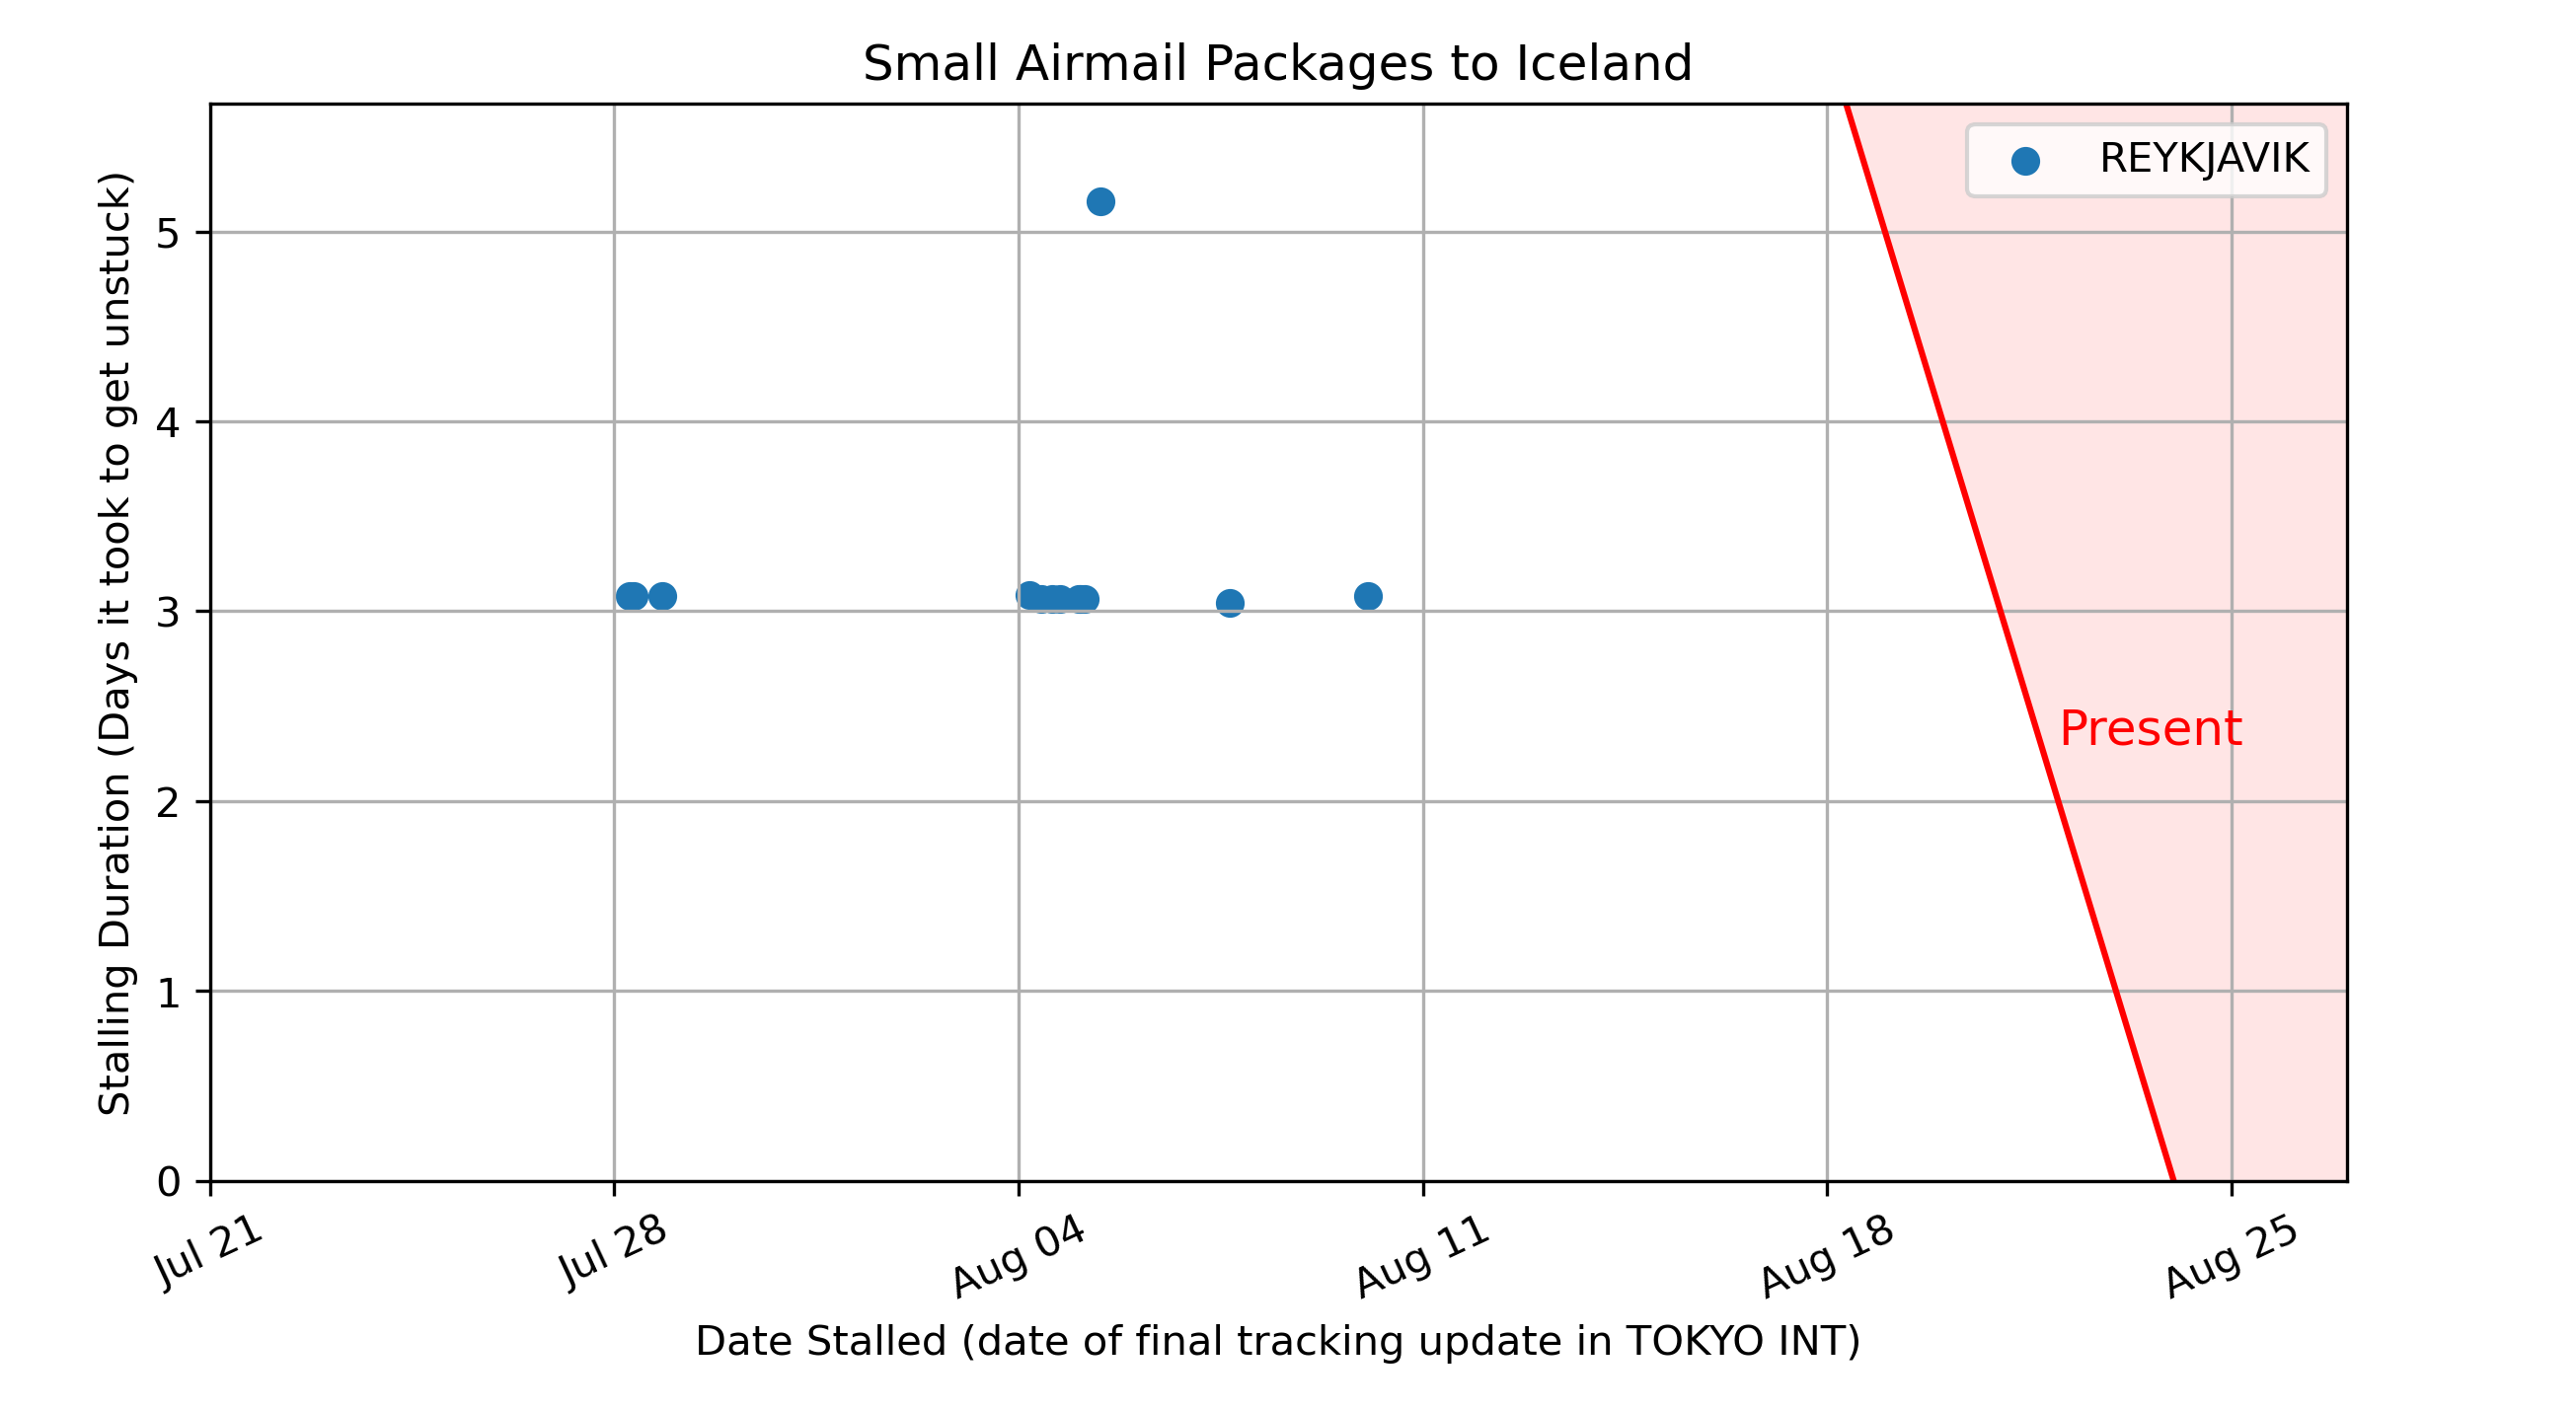 Small Airmail Packages to Iceland
REYKJAVIK
Stalling Duration (Days it took to get unstuck)
5
4
3
2
1
0
Present
Jul 21
Jul 28
Aug 04
Aug 11
Aug 18
Aug 25
Date Stalled (date of final tracking update in TOKYO INT)